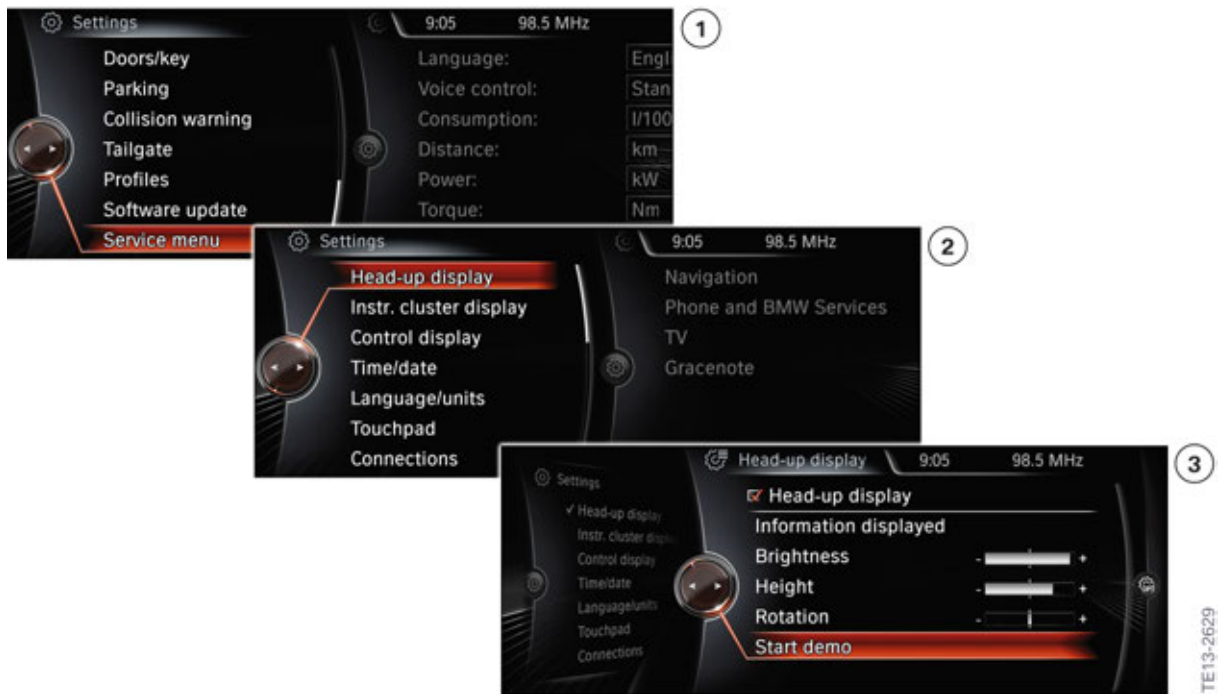 Settings
9:05 98.5 MHz
1
Doors/key
Language: Engl
Parking
Voice control: Stan
Collision warning
Consumption: l/100
Tailgate
Distance: km
Profiles
Power: kW
Software update
Torque: Nm
Service menu
Settings
9:05 98.5 MHz
2
Head-up display
Navigation
Instr. cluster display
Phone and BMW Services
Control display
TV
Time/date
Gracenote
Language/units
Touchpad
Connections
Head-up display 9:05 98.5 MHz
3
Settings
Head-up display
Instr. cluster displa
Control display
Time/date
Language/units
Touchpad
Connections
Head-up display
Information displayed
Brightness - +
Height - +
Rotation - +
Start demo
TE13-2629